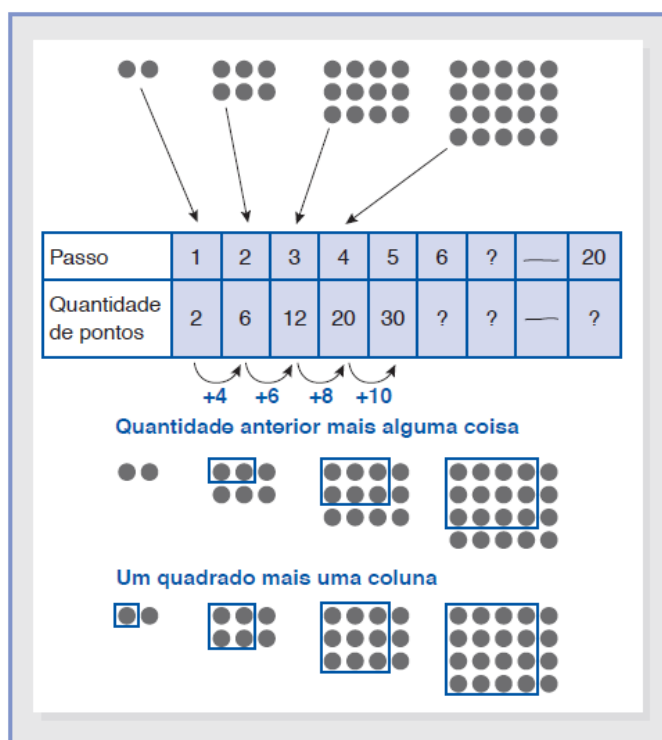 Passo 1 2 3 4 5 6 ? — 20
Quantidade
de pontos 2 6 12 20 30 ? ? — ?
+4 +6 +8 +10
Quantidade anterior mais alguma coisa
Um quadrado mais uma coluna